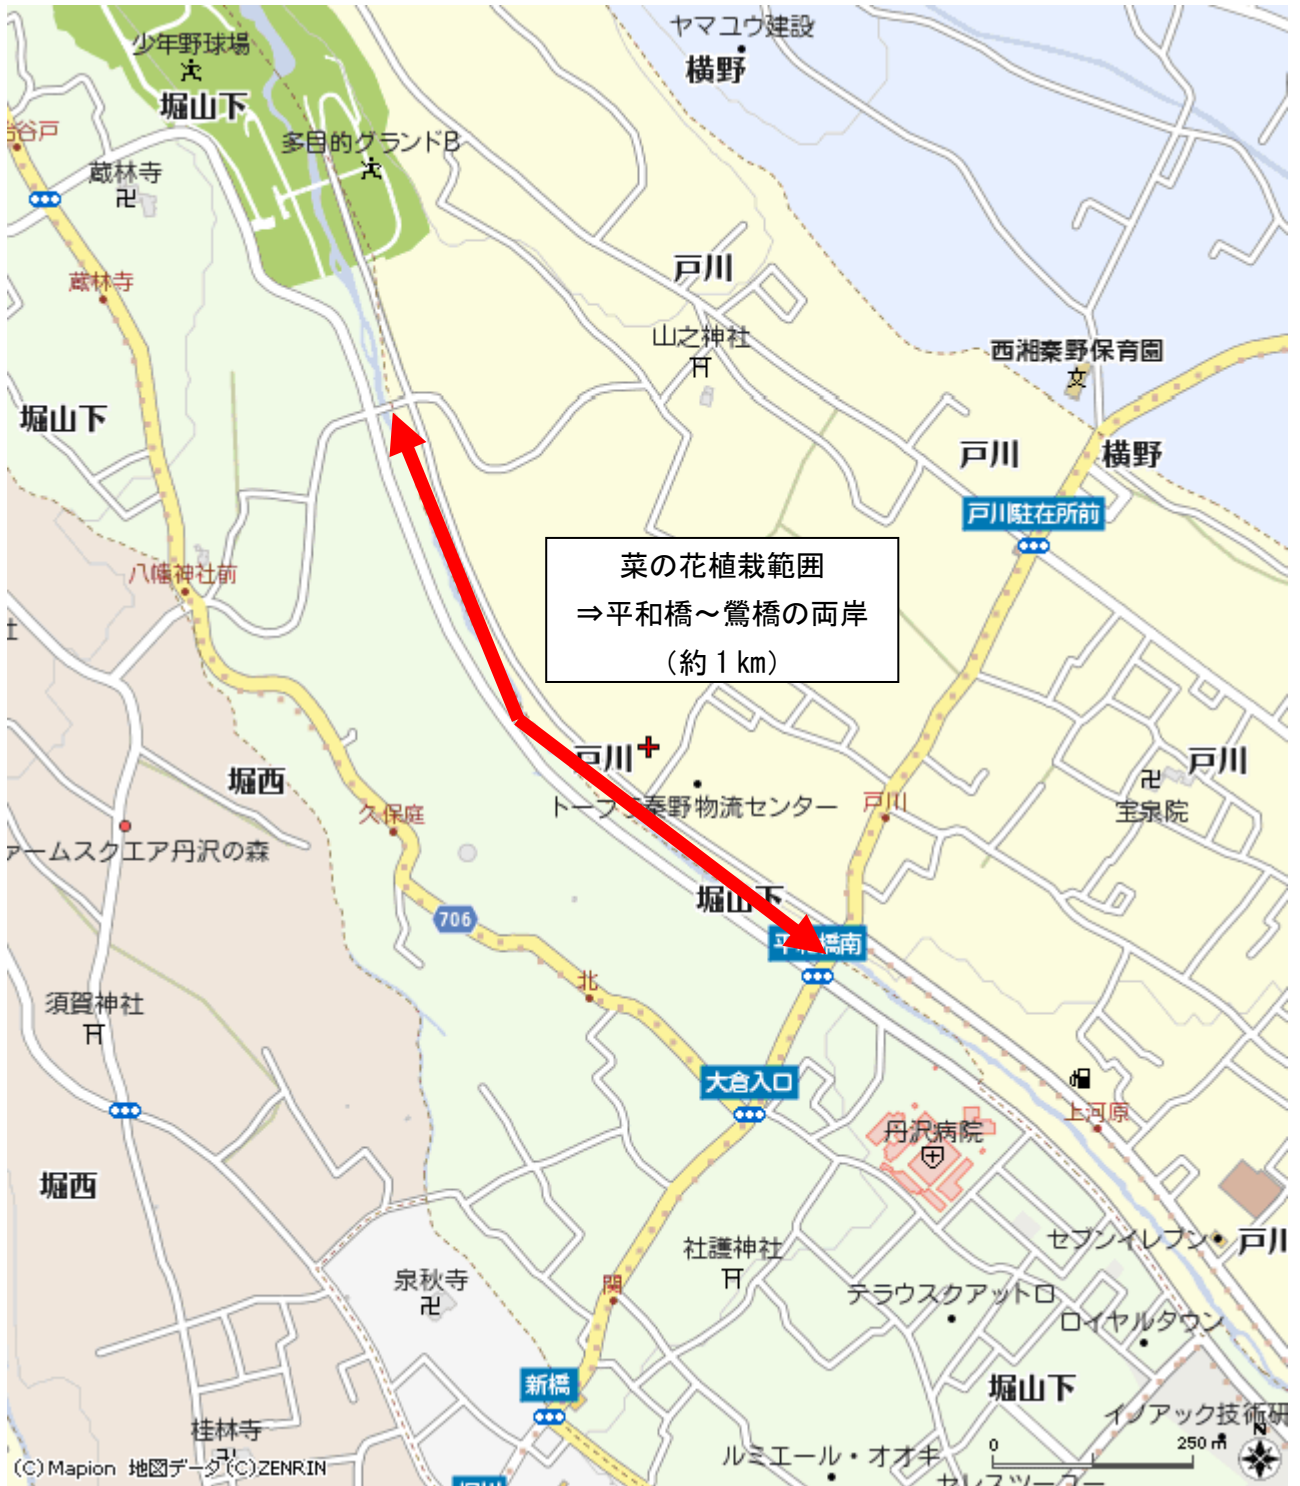 ヤマユウ建設
少年野球場
横野
堀山下
谷戸
多目的グランドB
蔵林寺
戸川
蔵林寺
山之神社
西湘秦野保育園
堀山下
戸川
横野
戸川駐在所前
菜の花植栽範囲
⇒平和橋～鶯橋の両岸
（約1km）
八幡神社前
社
戸川
戸川
堀西
トープラ秦野物流センター
戸川
宝泉院
久保庭
ァームスクエア丹沢の森
堀山下
706
平和橋南
北
須賀神社
大倉入口
上河原
丹沢病院
堀西
社護神社
セブンイレブン
戸川
泉秋寺
関
テラウスクアットロ
ロイヤルタウン
新橋
堀山下
イノアック技術研
桂林寺
ルミエール・オオキ
0
250m
N
(C)Mapion 地図データ(C)ZENRIN